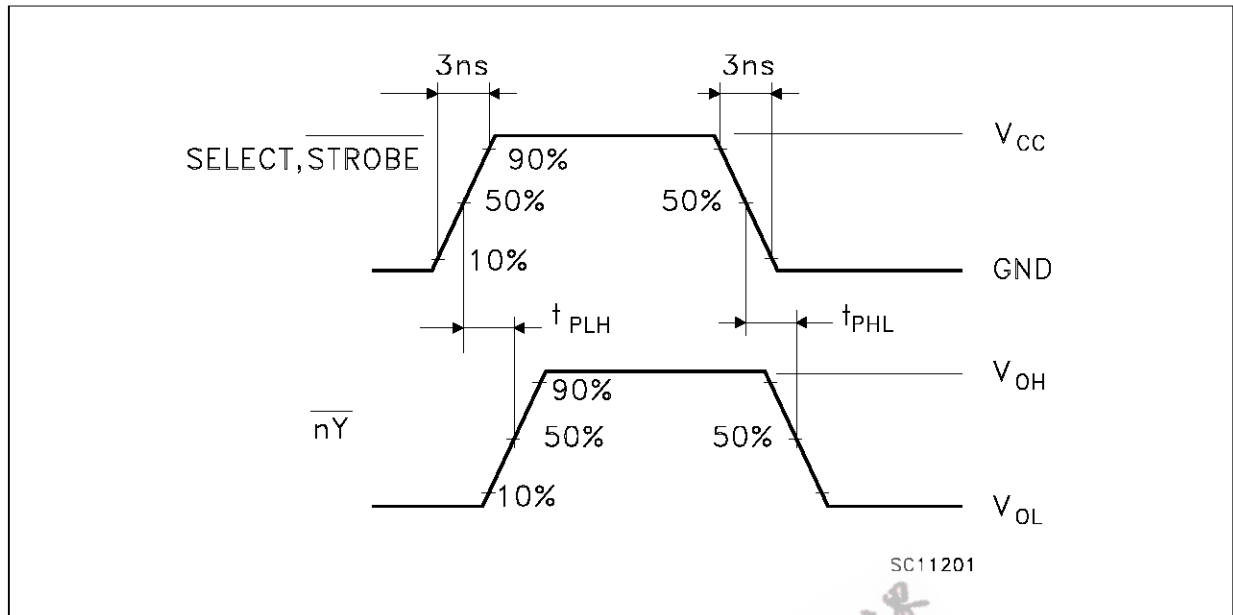 3ns 3ns
SELECT, STROBE
V_CC
90%
50% 50%
10%
GND
t_PLH t_PHL
V_OH
90%
nY
50% 50%
10%
V_OL
SC11201